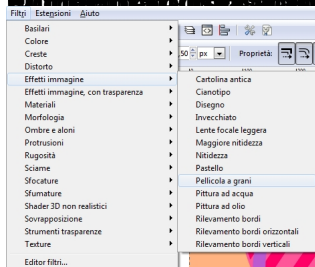 Filtri Estensioni Aiuto
Basilari
Colore
Creste
Distorto
Effetti immagine
Effetti immagine, con trasparenza
Materiali
Morfologia
Ombre e aloni
Protrusioni
Rugosità
Sciame
Sfocature
Sfumature
Shader 3D non realistici
Sovrapposizione
Strumenti trasparenze
Texture
Editor filtri...
50 px Proprietà:
Cartolina antica
Cianotipo
Disegno
Invecchiato
Lente focale leggera
Maggiore nitidezza
Nitidezza
Pastello
Pellicola a grani
Pittura ad acqua
Pittura ad olio
Rilevamento bordi
Rilevamento bordi orizzontali
Rilevamento bordi verticali